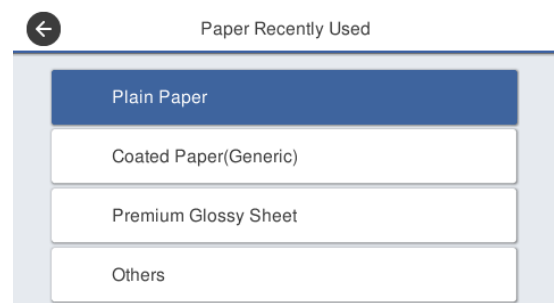 Paper Recently Used
Plain Paper
Coated Paper(Generic)
Premium Glossy Sheet
Others